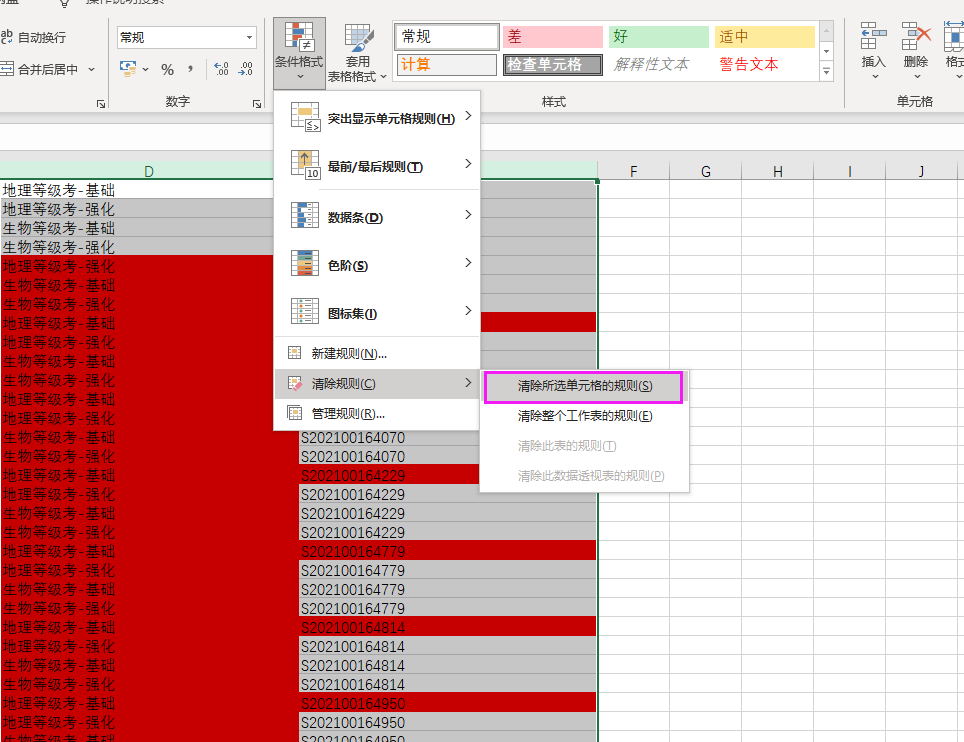 操作说明搜索
ab 自动换行
常规
合并后居中
%
数字
条件格式
套用
表格格式
常规
差
好
适中
计算
检查单元格
解释性文本
警告文本
样式
插入
删除
格式
单元格
突出显示单元格规则(H)
最前/最后规则(T)
10
数据条(D)
色阶(S)
图标集(I)
新建规则(N)...
清除规则(C)
管理规则(R)...
清除所选单元格的规则(S)
清除整个工作表的规则(E)
清除此表的规则(T)
清除此数据透视表的规则(P)
D
F
G
H
I
J
地理等级考-基础
地理等级考-强化
生物等级考-基础
生物等级考-强化
地理等级考-强化
生物等级考-基础
生物等级考-强化
地理等级考-基础
地理等级考-强化
生物等级考-基础
生物等级考-强化
地理等级考-基础
地理等级考-强化
生物等级考-基础 S202100164070
生物等级考-强化 S202100164070
地理等级考-基础 S202100164229
地理等级考-强化 S202100164229
生物等级考-基础 S202100164229
生物等级考-强化 S202100164229
地理等级考-基础 S202100164779
地理等级考-强化 S202100164779
生物等级考-基础 S202100164779
生物等级考-强化 S202100164779
地理等级考-基础 S202100164814
地理等级考-强化 S202100164814
生物等级考-基础 S202100164814
生物等级考-强化 S202100164814
地理等级考-基础 S202100164950
地理等级考-强化 S202100164950
生物等级考-基础 S202100164950